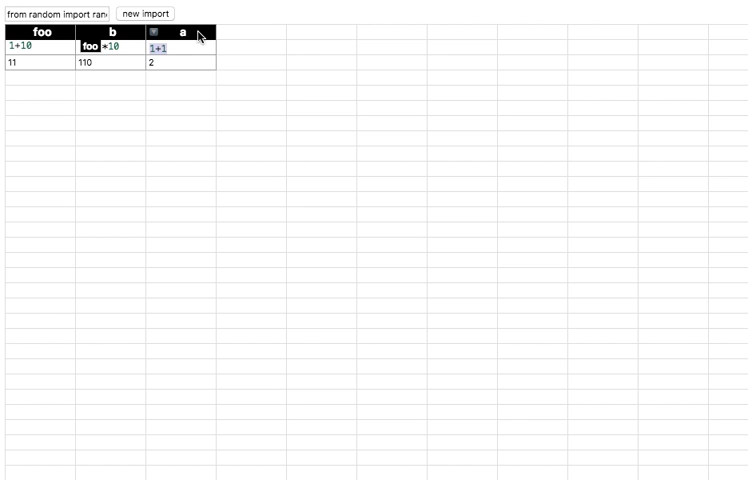 from random import ran
new import
foo b a
1+10 foo *10 1+1
11 110 2